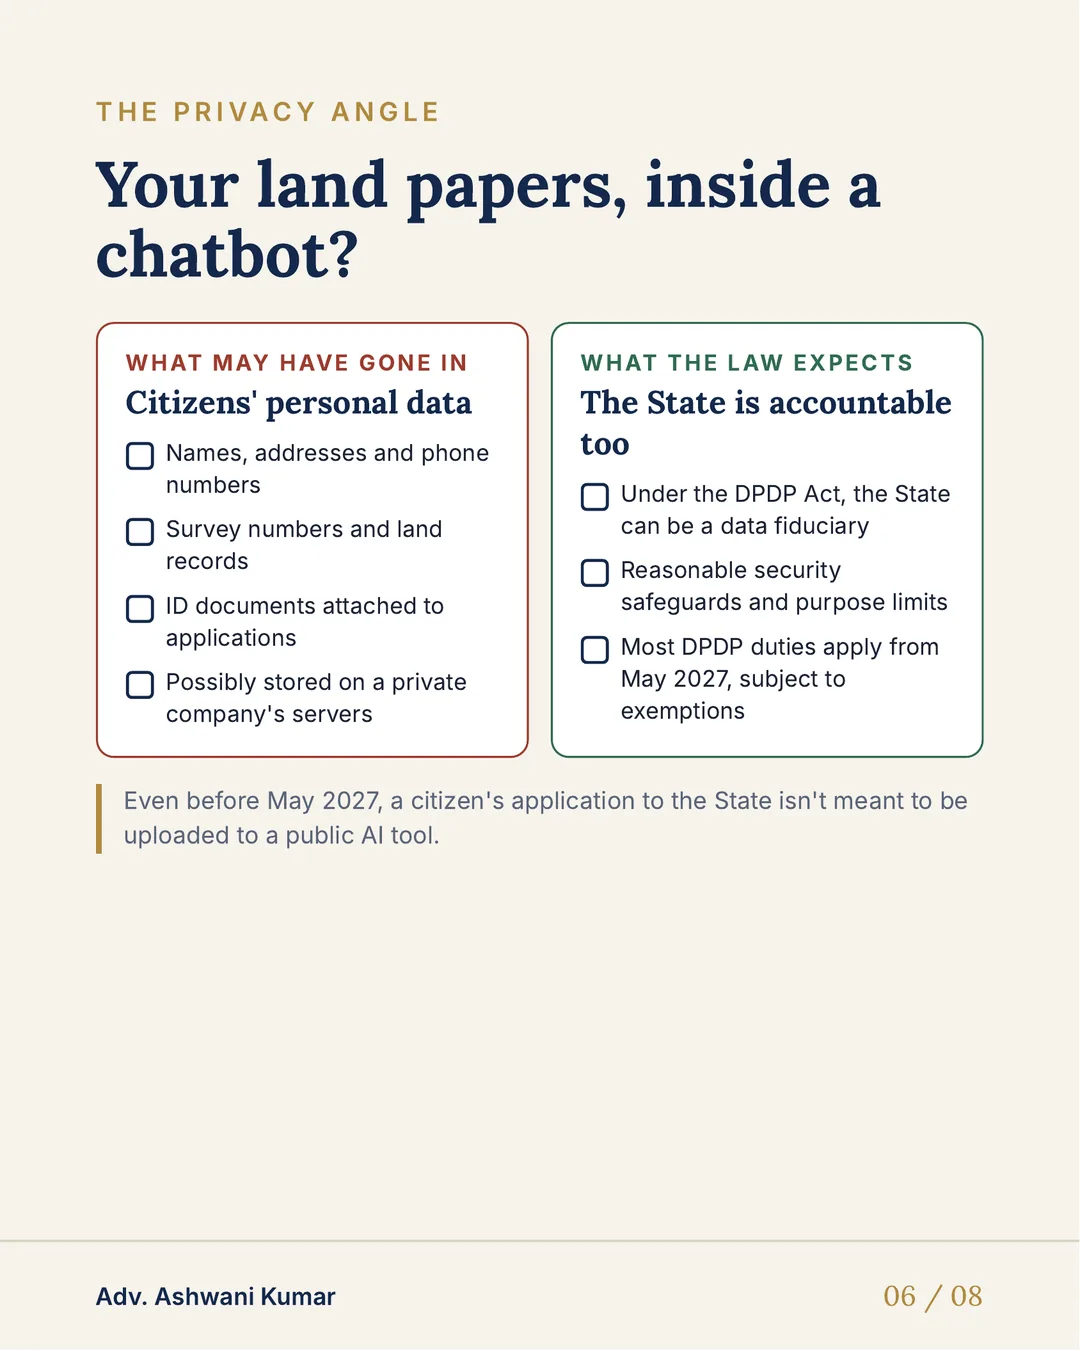 THE PRIVACY ANGLE
Your land papers, inside a
chatbot?
WHAT MAY HAVE GONE IN
Citizens' personal data
Names, addresses and phone
numbers
Survey numbers and land
records
ID documents attached to
applications
Possibly stored on a private
company's servers
WHAT THE LAW EXPECTS
The State is accountable
too
Under the DPDP Act, the State
can be a data fiduciary
Reasonable security
safeguards and purpose limits
Most DPDP duties apply from
May 2027, subject to
exemptions
Even before May 2027, a citizen's application to the State isn't meant to be
uploaded to a public AI tool.
Adv. Ashwani Kumar
06 / 08